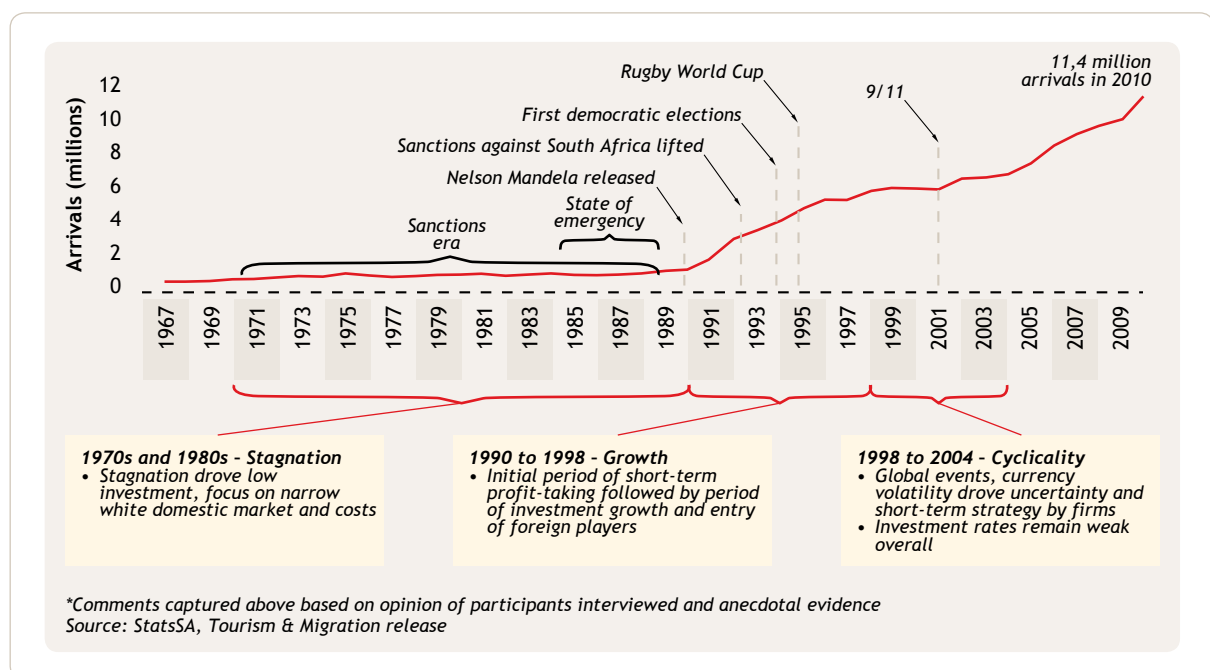 11,4 million
arrivals in 2010
Rugby World Cup
9/11
First democratic elections
Sanctions against South Africa lifted
Nelson Mandela released
State of
emergency
Sanctions
era
Arrivals (millions)
12
10
8
6
4
2
0
1967
1969
1971
1973
1975
1977
1979
1981
1983
1985
1987
1989
1991
1993
1995
1997
1999
2001
2003
2005
2007
2009
1970s and 1980s - Stagnation
• Stagnation drove low
investment, focus on narrow
white domestic market and costs
1990 to 1998 - Growth
• Initial period of short-term
profit-taking followed by period
of investment growth and entry
of foreign players
1998 to 2004 - Cyclicality
• Global events, currency
volatility drove uncertainty and
short-term strategy by firms
• Investment rates remain weak
overall
*Comments captured above based on opinion of participants interviewed and anecdotal evidence
Source: StatsSA, Tourism & Migration release